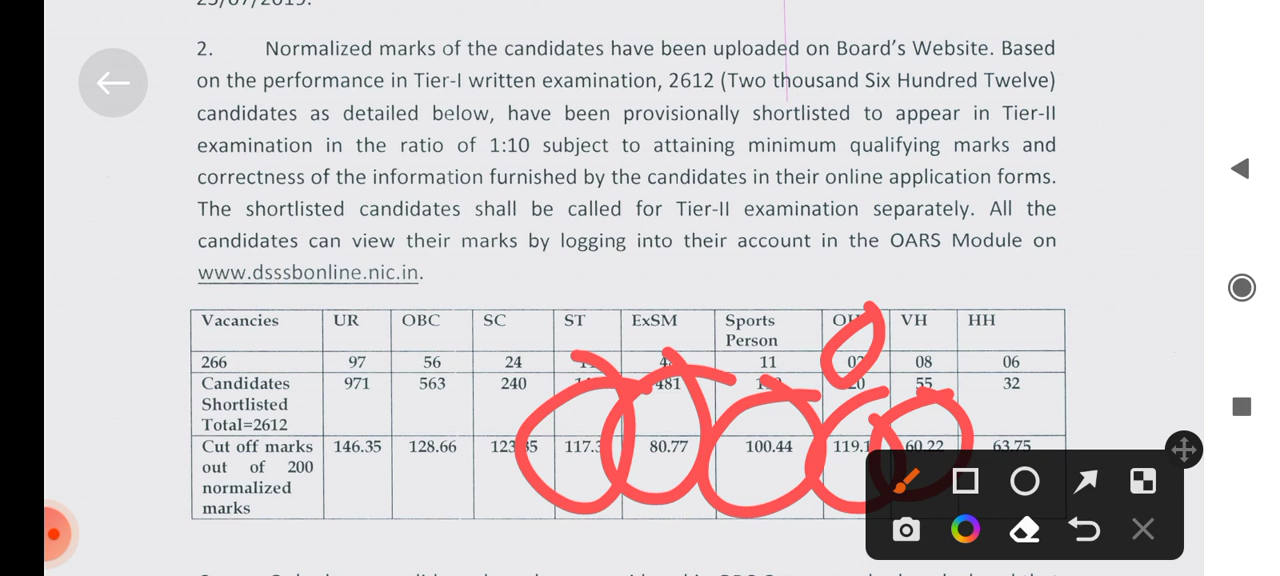 2. Normalized marks of the candidates have been uploaded on Board's Website. Based
on the performance in Tier-I written examination, 2612 (Two thousand Six Hundred Twelve)
candidates as detailed below, have been provisionally shortlisted to appear in Tier-II
examination in the ratio of 1:10 subject to attaining minimum qualifying marks and
correctness of the information furnished by the candidates in their online application forms.
The shortlisted candidates shall be called for Tier-II examination separately. All the
candidates can view their marks by logging into their account in the OARS Module on
www.dsssbonline.nic.in.
Vacancies UR OBC SC ST ExSM Sports Person VH HH
266 97 56 24 11 08 06
Candidates Shortlisted Total=2612 971 563 240 481 55 32
Cut off marks out of 200 normalized marks 146.35 128.66 80.77 100.44 60.22 63.75